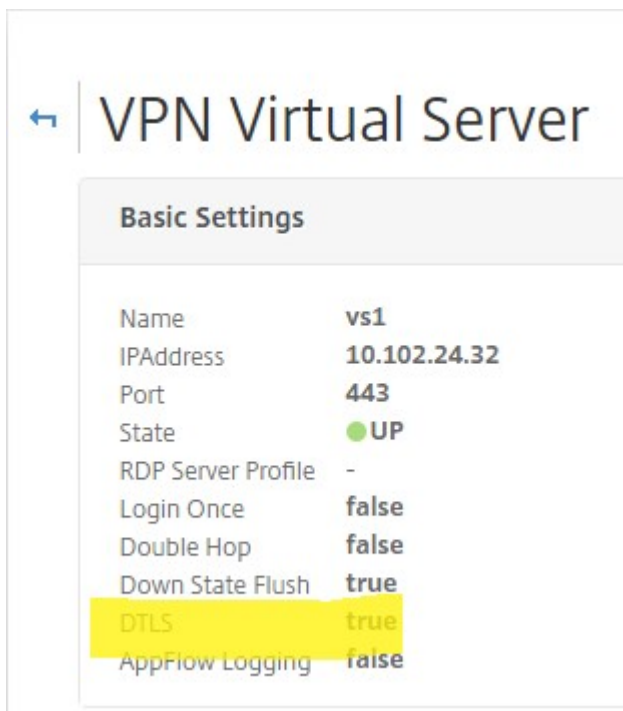 VPN Virtual Server
Basic Settings
Name vs1
IPAddress 10.102.24.32
Port 443
State UP
RDP Server Profile -
Login Once false
Double Hop false
Down State Flush true
DTLS true
AppFlow Logging false